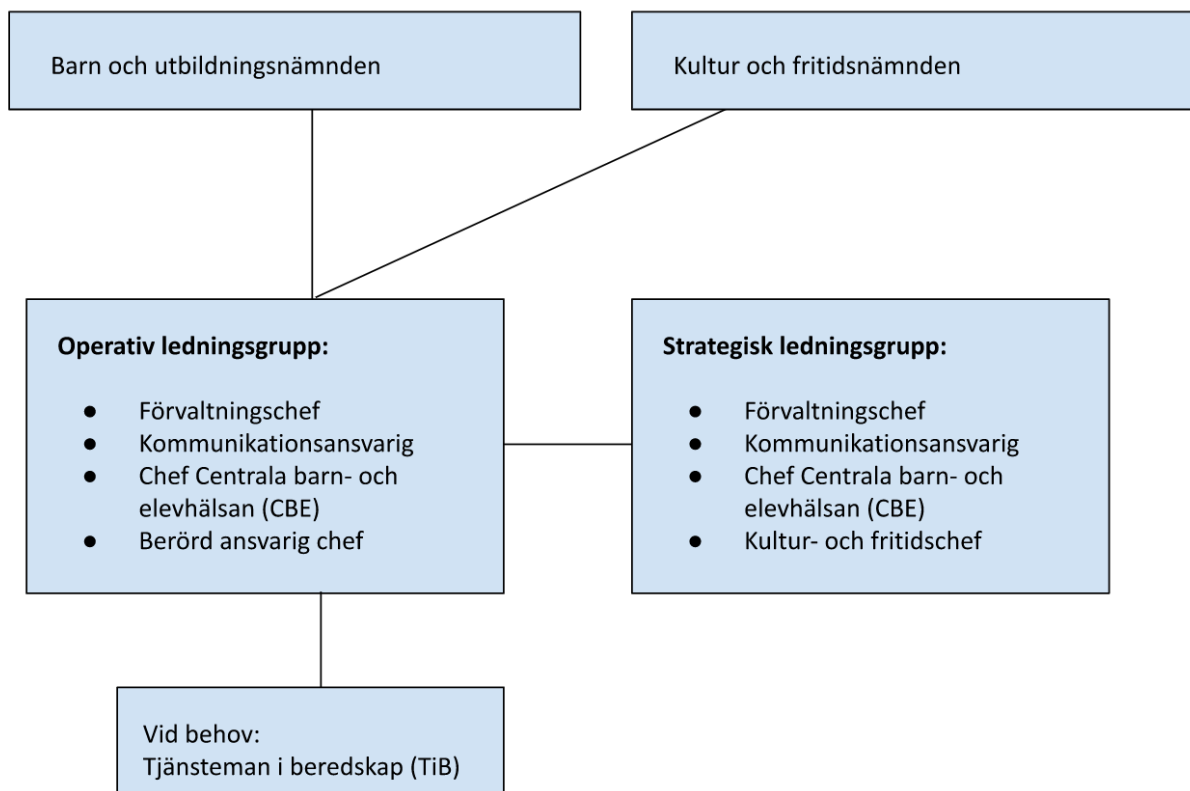 Barn och utbildningsnämnden
Kultur och fritidsnämnden
Operativ ledningsgrupp:
● Förvaltningschef
● Kommunikationsansvarig
● Chef Centrala barn- och
elevhälsan (CBE)
● Berörd ansvarig chef
Strategisk ledningsgrupp:
● Förvaltningschef
● Kommunikationsansvarig
● Chef Centrala barn- och
elevhälsan (CBE)
● Kultur- och fritidschef
Vid behov:
Tjänsteman i beredskap (TiB)